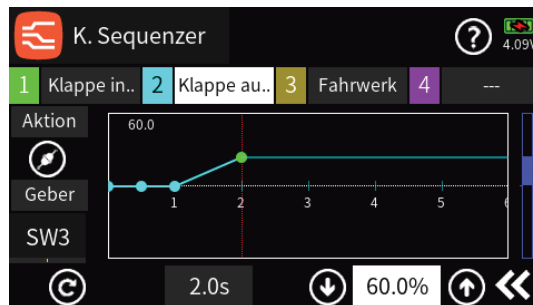 K. Sequenzer
?
4.09V
1 Klappe in.. 2 Klappe au.. 3 Fahrwerk 4 ---
Aktion
60.0
Geber
1 2 3 4 5 6
SW3
2.0s 60.0%